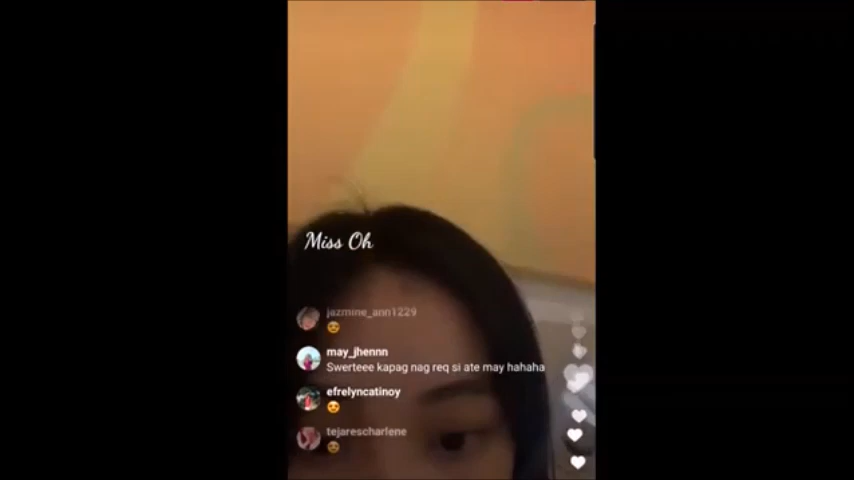 Miss Oh
jazmine_ann1229
😍
may_jhennn
Swerteee kapag nag req si ate may hahaha
efrelyncatinoy
😍
tejarescharlene
😍